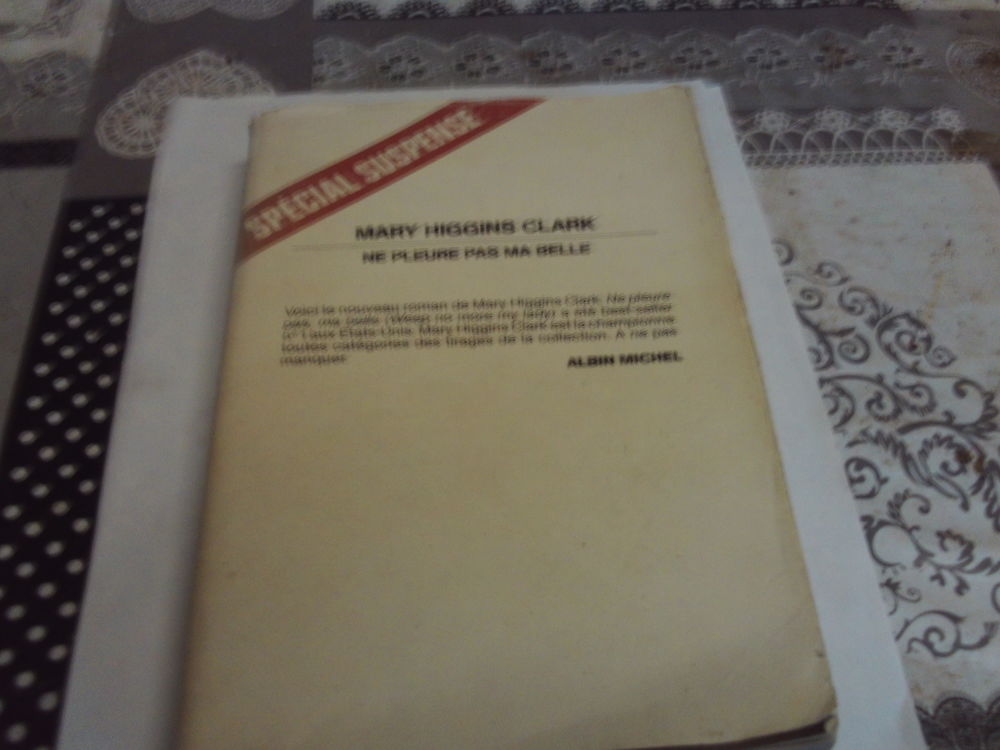 SPÉCIAL SUSPENSE
MARY HIGGINS CLARK
NE PLEURE PAS MA BELLE
Voici le nouveau roman de Mary Higgins Clark. Ne pleure
pas, ma belle (Weep no more my lady) a été best-seller
n° 1 aux Etats-Unis. Mary Higgins Clark est la championne
toutes catégories des tirages de la collection. A ne pas
manquer.
ALBIN MICHEL